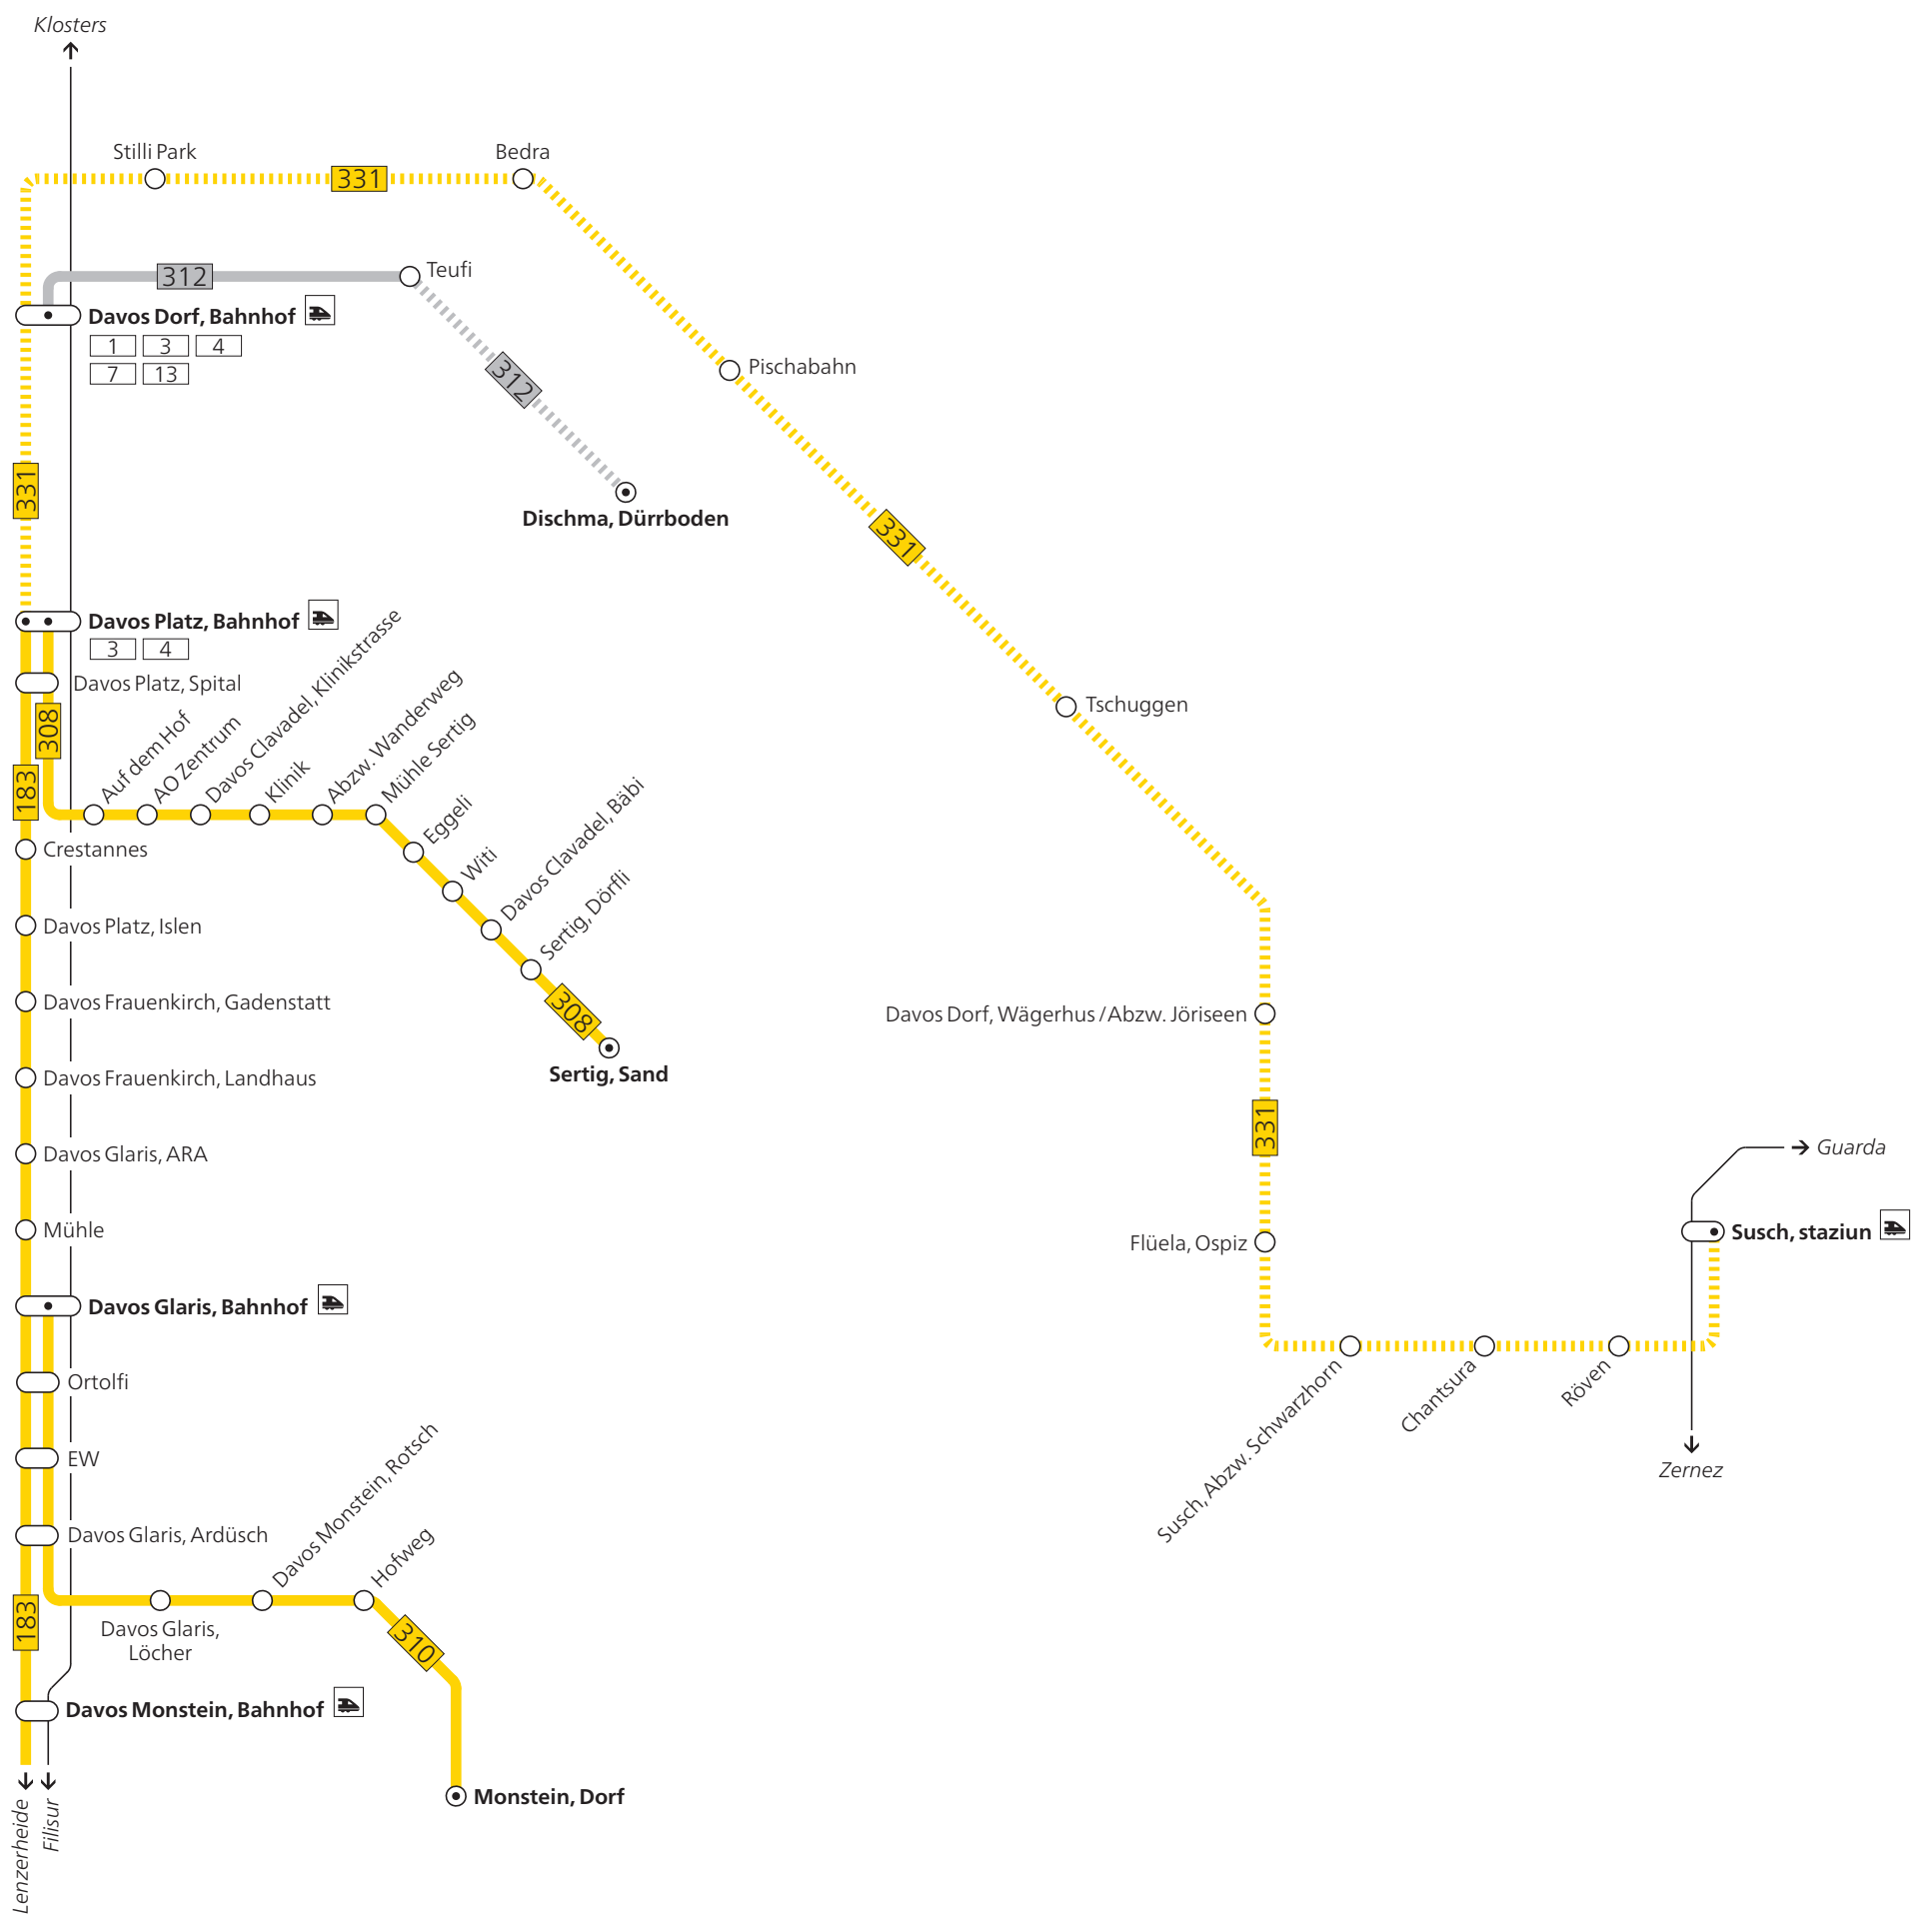 Klosters
Stilli Park
Bedra
331
Teufi
312
Davos Dorf, Bahnhof
1 3 4
7 13
Pischabahn
312
331
Dischma, Dürrboden
331
Davos Platz, Bahnhof
3 4
Davos Platz, Spital
Tschuggen
308
183
Auf dem Hof
AO Zentrum
Davos Clavadel, Klinikstrasse
Klinik
Abzw. Wanderweg
Mühle Sertig
Eggeli
Witi
Davos Clavadel, Bäbi
Sertig, Dörfli
308
Sertig, Sand
Crestannes
Davos Platz, Islen
Davos Frauenkirch, Gadenstatt
Davos Frauenkirch, Landhaus
Davos Glaris, ARA
Mühle
Davos Dorf, Wägerhus / Abzw. Jöriseen
331
Guarda
Susch, staziun
Flüela, Ospiz
Susch, Abzw. Schwarzhorn
Chantsura
Röven
Zernez
Davos Glaris, Bahnhof
Ortolfi
EW
Davos Glaris, Ardüsch
Davos Glaris,
Löcher
Davos Monstein, Rotsch
Hofweg
310
183
Davos Monstein, Bahnhof
Monstein, Dorf
Lenzerheide
Filisur